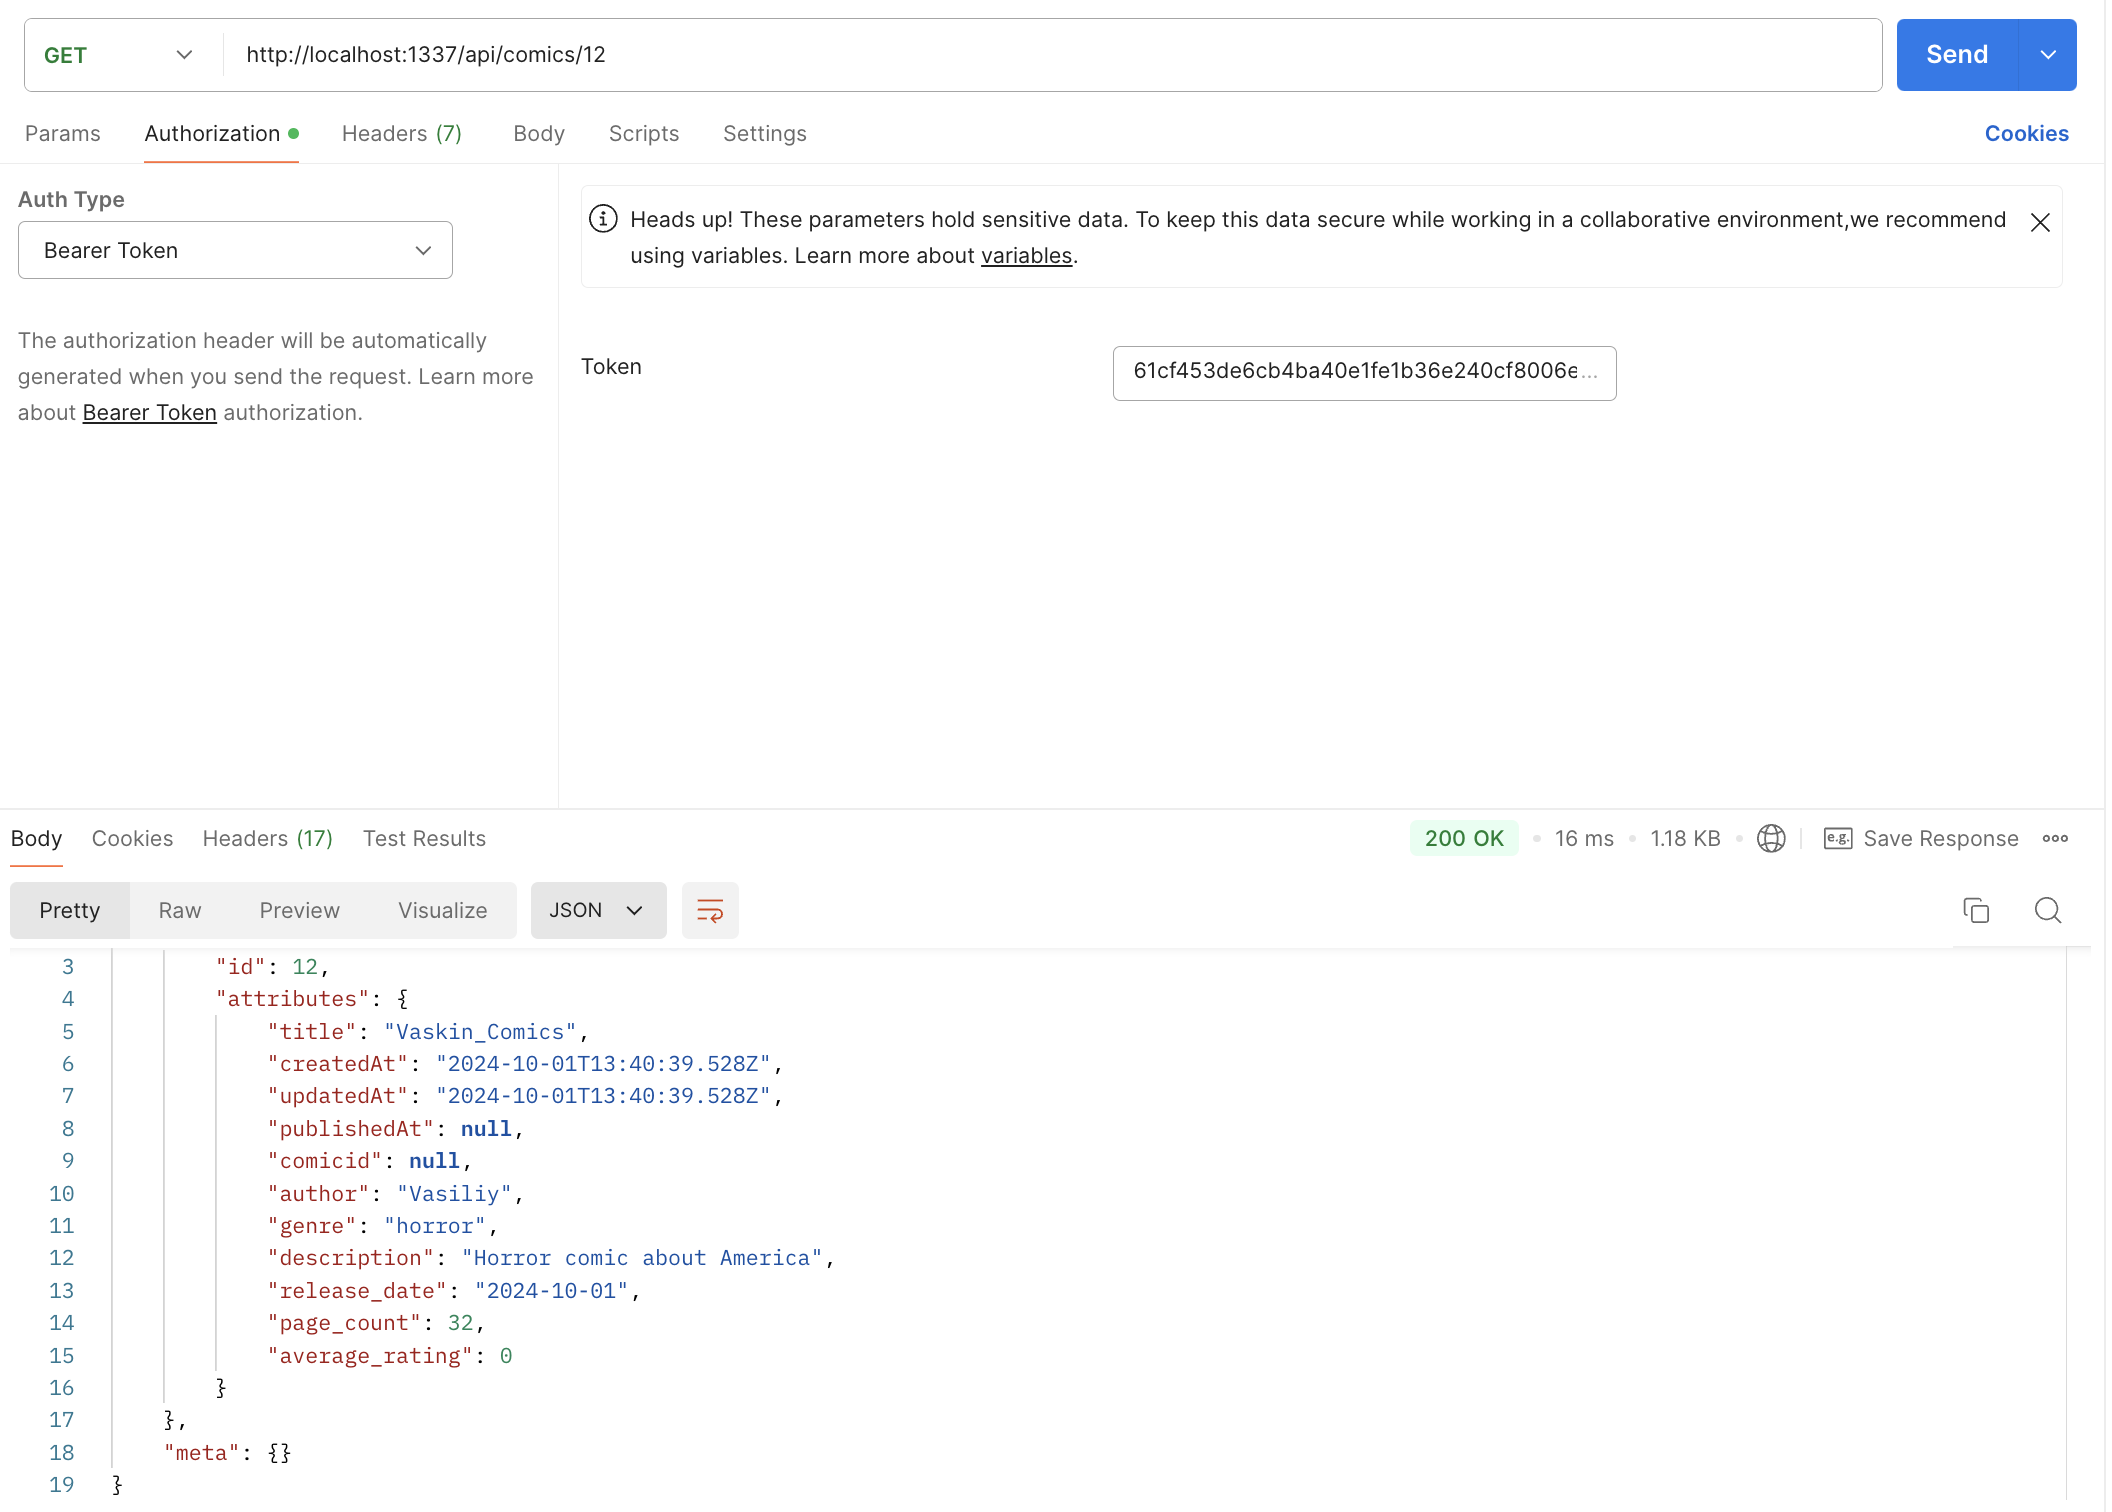 GET http://localhost:1337/api/comics/12 Send
Params Authorization Headers (7) Body Scripts Settings Cookies
Auth Type
Bearer Token
The authorization header will be automatically
generated when you send the request. Learn more
about Bearer Token authorization.
Heads up! These parameters hold sensitive data. To keep this data secure while working in a collaborative environment,we recommend
using variables. Learn more about variables.
Token 61cf453de6cb4ba40e1fe1b36e240cf8006e...
Body Cookies Headers (17) Test Results 200 OK 16 ms 1.18 KB e.g. Save Response
Pretty Raw Preview Visualize JSON
3 "id": 12,
4 "attributes": {
5 "title": "Vaskin_Comics",
6 "createdAt": "2024-10-01T13:40:39.528Z",
7 "updatedAt": "2024-10-01T13:40:39.528Z",
8 "publishedAt": null,
9 "comicid": null,
10 "author": "Vasiliy",
11 "genre": "horror",
12 "description": "Horror comic about America",
13 "release_date": "2024-10-01",
14 "page_count": 32,
15 "average_rating": 0
16 }
17 },
18 "meta": {}
19 }